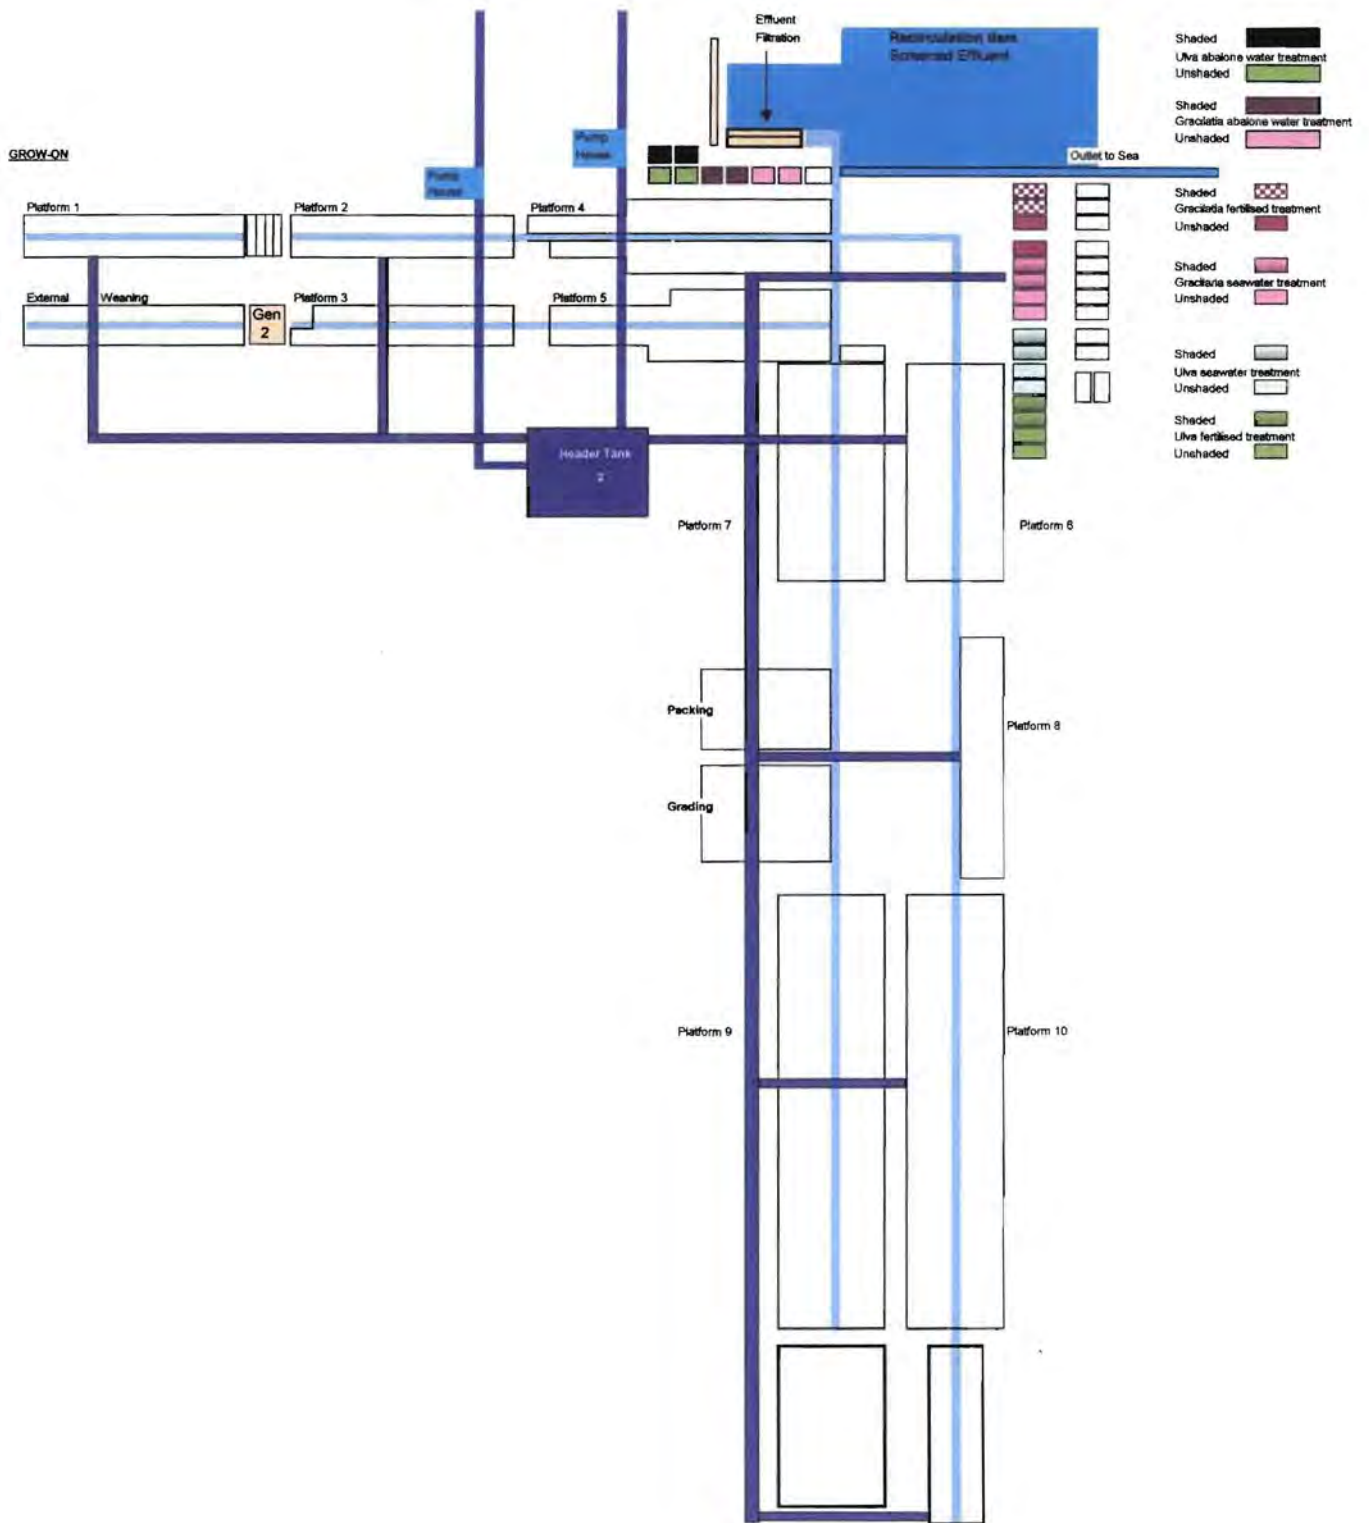 Effluent
Filtration
Recirculation dam
Screened Effluent
Shaded
Ulva abalone water treatment
Unshaded
Shaded
Gracilatia abalone water treatment
Unshaded
Pump
House
GROW-ON
Outlet to Sea
Pump
House
Shaded
Gracilatia fertilised treatment
Unshaded
Platform 1
Platform 2
Platform 4
Shaded
Gracilaria seawater treatment
Unshaded
External Weaning
Gen
2
Platform 3
Platform 5
Shaded
Ulva seawater treatment
Unshaded
Shaded
Ulva fertilised treatment
Unshaded
Header Tank
2
Platform 7
Platform 6
Packing
Platform 8
Grading
Platform 9
Platform 10